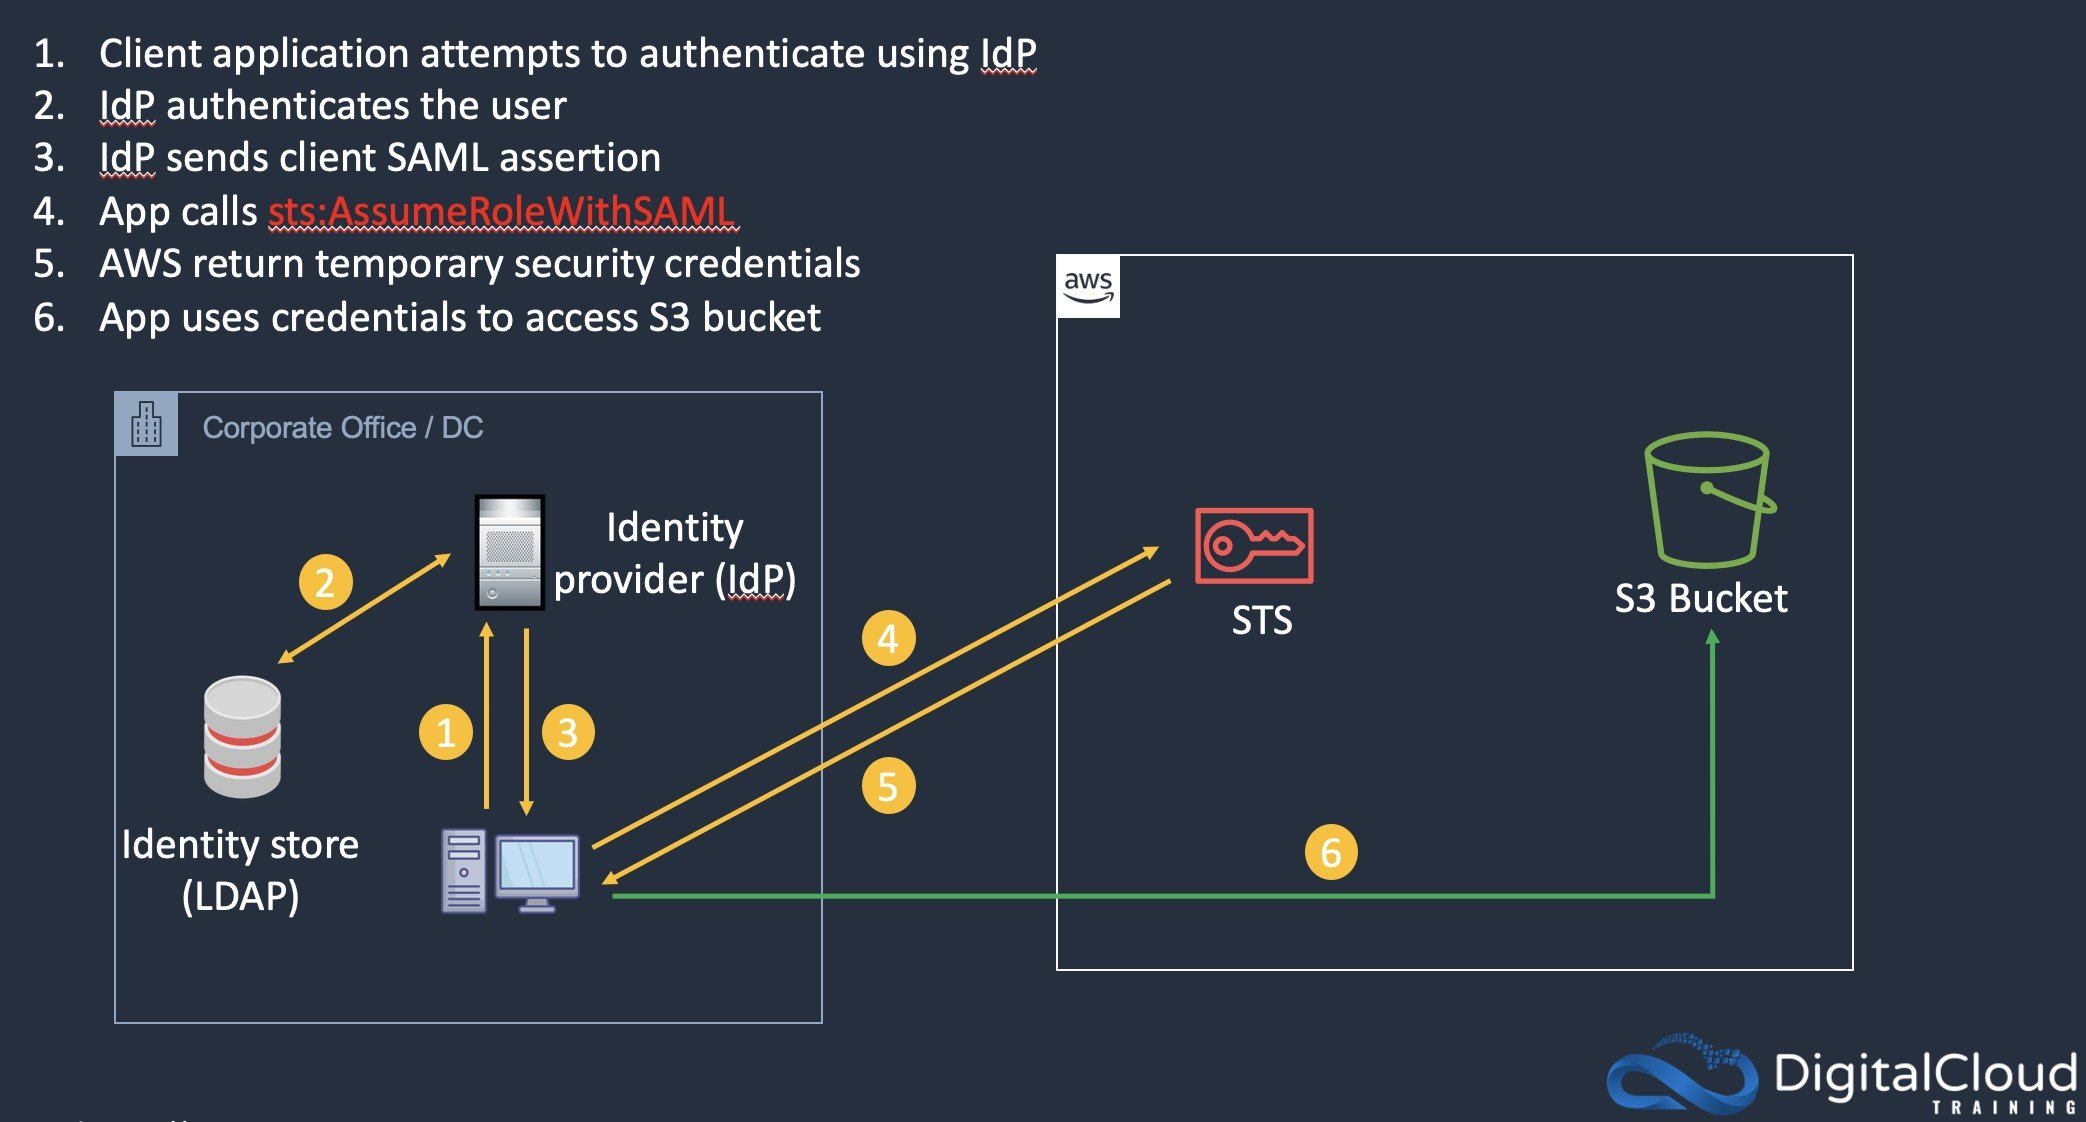 1. Client application attempts to authenticate using IdP
2. IdP authenticates the user
3. IdP sends client SAML assertion
4. App calls sts:AssumeRoleWithSAML
5. AWS return temporary security credentials
6. App uses credentials to access S3 bucket
aws
Corporate Office / DC
Identity
provider (IdP)
2
4
STS
S3 Bucket
1
3
5
Identity store
(LDAP)
6
DigitalCloud
TRAINING